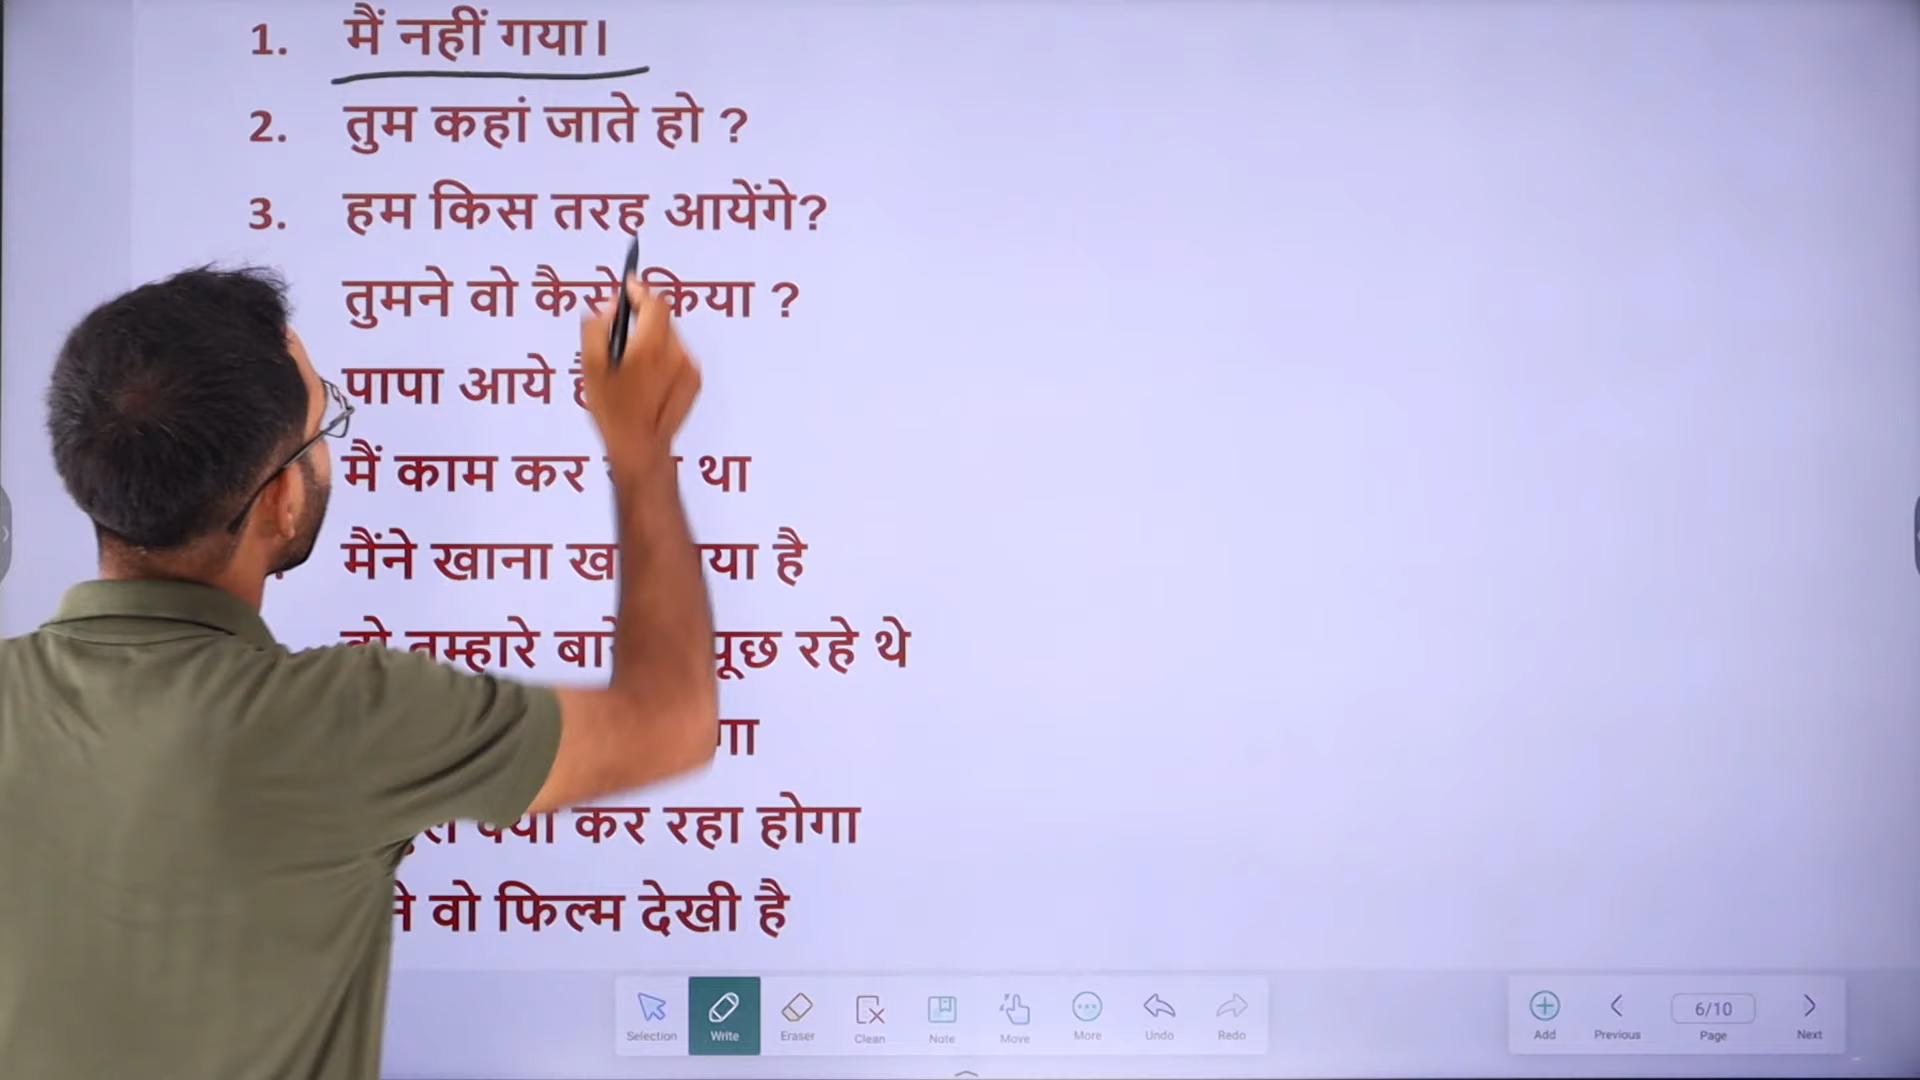 1. मैं नहीं गया।
2. तुम कहां जाते हो ?
3. हम किस तरह आयेंगे?
तुमने वो कैसे किया ?
पापा आये
मैं काम कर था
मैंने खाना है
तुम्हारे पूछ रहे थे
क्या कर रहा होगा
वो फिल्म देखी है
Selection
Write
Eraser
Clean
Note
Move
More
Undo
Redo
Add
Previous
6/10
Page
Next